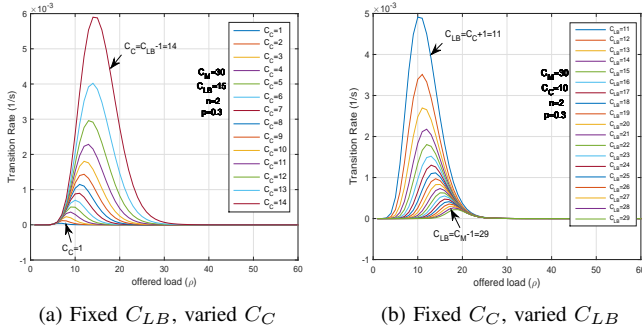 ×10⁻³
6
5
4
3
2
1
0
-1
0
10
20
30
40
50
60
Transition Rate (1/s)
offered load (ρ)
C_C=C_LB-1=14
C_C=1
C_M=30
C_LB=15
n=2
p=0.3
C_C=1
C_C=2
C_C=3
C_C=4
C_C=5
C_C=6
C_C=7
C_C=8
C_C=9
C_C=10
C_C=11
C_C=12
C_C=13
C_C=14
(a) Fixed C_LB, varied C_C
×10⁻³
5
4
3
2
1
0
-1
0
10
20
30
40
50
60
Transition Rate (1/s)
offered load (ρ)
C_LB=C_C+1=11
C_LB=C_M-1=29
C_M=30
C_C=10
n=2
p=0.3
C_LB=11
C_LB=12
C_LB=13
C_LB=14
C_LB=15
C_LB=16
C_LB=17
C_LB=18
C_LB=19
C_LB=20
C_LB=21
C_LB=22
C_LB=23
C_LB=24
C_LB=25
C_LB=26
C_LB=27
C_LB=28
C_LB=29
(b) Fixed C_C, varied C_LB